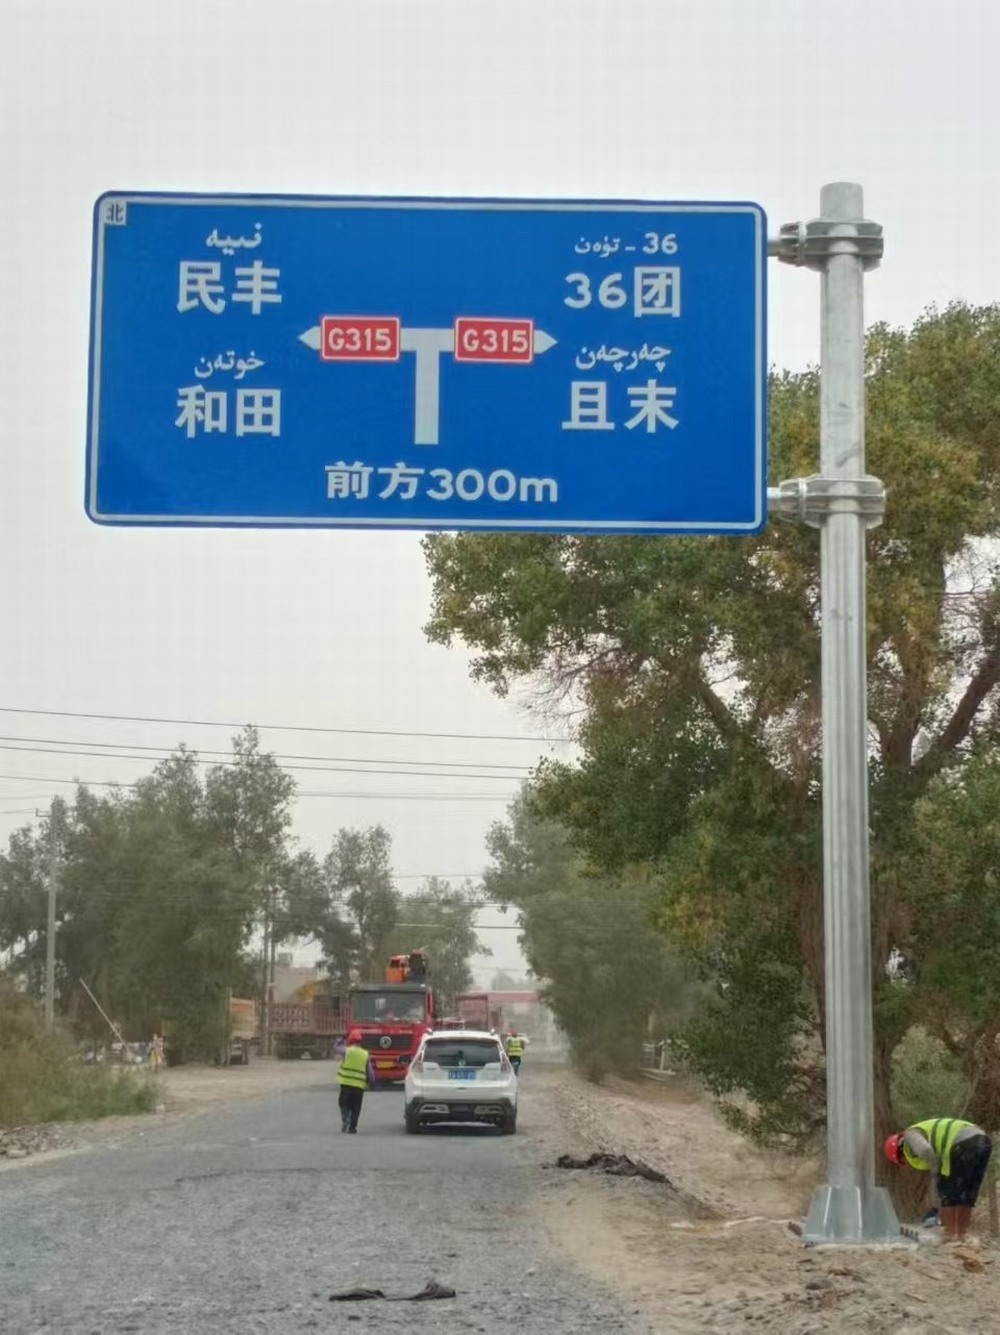 北
نىيە
民丰
36 - تۇەن
36团
G315
G315
خوتەن
和田
چەرچەن
且末
前方300m